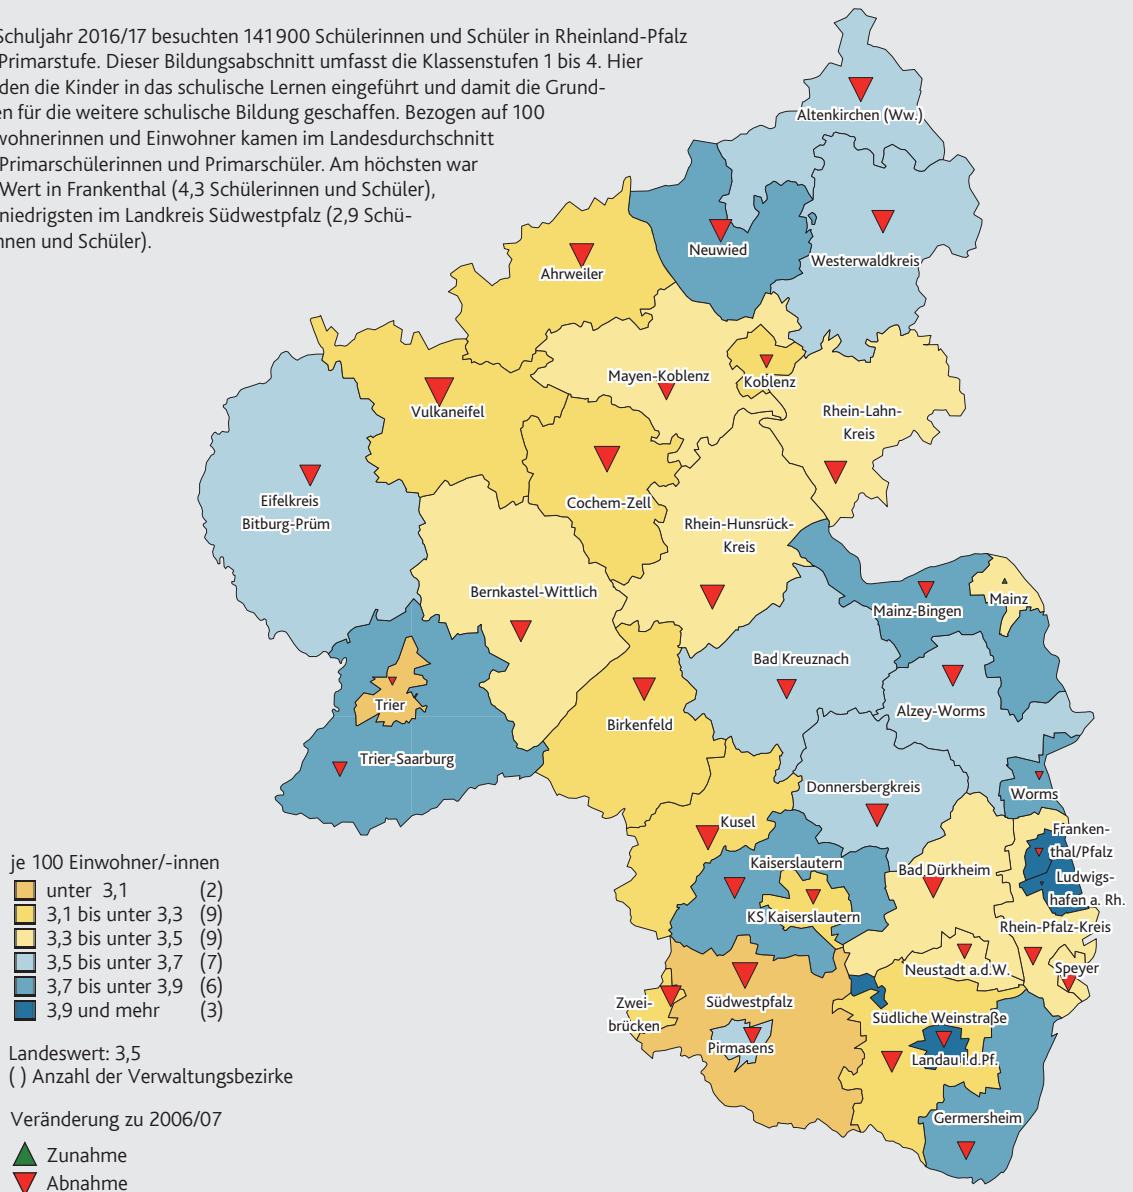 Schuljahr 2016/17 besuchten 141 900 Schülerinnen und Schüler in Rheinland-Pfalz
Primarstufe. Dieser Bildungsabschnitt umfasst die Klassenstufen 1 bis 4. Hier
den die Kinder in das schulische Lernen eingeführt und damit die Grund-
en für die weitere schulische Bildung geschaffen. Bezogen auf 100
wohnerinnen und Einwohner kamen im Landesdurchschnitt
Primarschülerinnen und Primarschüler. Am höchsten war
Wert in Frankenthal (4,3 Schülerinnen und Schüler),
niedrigsten im Landkreis Südwestpfalz (2,9 Schü-
nnen und Schüler).
Altenkirchen (Ww.)
Neuwied
Westerwaldkreis
Ahrweiler
Mayen-Koblenz
Koblenz
Vulkaneifel
Rhein-Lahn-
Kreis
Eifelkreis
Bitburg-Prüm
Cochem-Zell
Rhein-Hunsrück-
Kreis
Bernkastel-Wittlich
Mainz-Bingen
Mainz
Bad Kreuznach
Trier
Birkenfeld
Alzey-Worms
Trier-Saarburg
Donnersbergkreis
Worms
Kusel
Franken-
thal/Pfalz
Kaiserslautern
Bad Dürkheim
Ludwigs-
hafen a. Rh.
KS Kaiserslautern
Rhein-Pfalz-Kreis
Neustadt a.d.W.
Speyer
Zwei-
brücken
Südwestpfalz
Südliche Weinstraße
Pirmasens
Landau i.d.Pf.
Germersheim
je 100 Einwohner/-innen
unter 3,1 (2)
3,1 bis unter 3,3 (9)
3,3 bis unter 3,5 (9)
3,5 bis unter 3,7 (7)
3,7 bis unter 3,9 (6)
3,9 und mehr (3)
Landeswert: 3,5
( ) Anzahl der Verwaltungsbezirke
Veränderung zu 2006/07
Zunahme
Abnahme